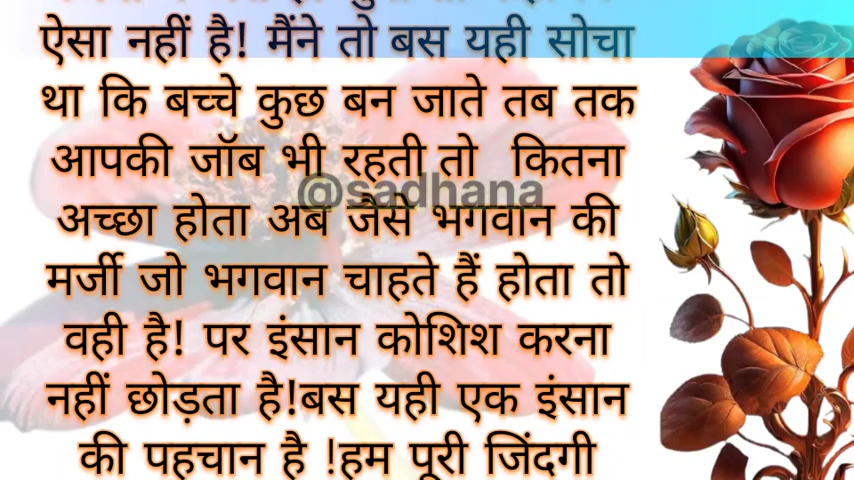 ऐसा नहीं है! मैंने तो बस यही सोचा
था कि बच्चे कुछ बन जाते तब तक
आपकी जॉब भी रहती तो कितना
@sadhana
अच्छा होता अब जैसे भगवान की
मर्जी जो भगवान चाहते हैं होता तो
वही है! पर इंसान कोशिश करना
नहीं छोड़ता है!बस यही एक इंसान
की पहचान है !हम पूरी जिंदगी